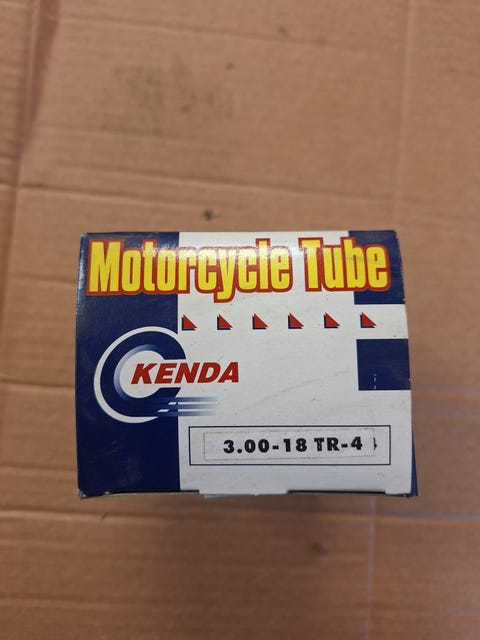 Motorcycle Tube
KENDA
3.00-18 TR-4